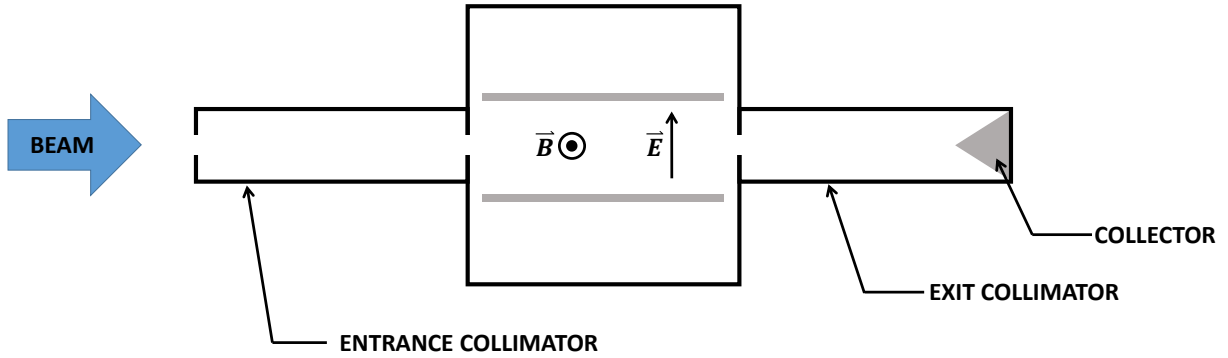 BEAM
B
E
COLLECTOR
EXIT COLLIMATOR
ENTRANCE COLLIMATOR